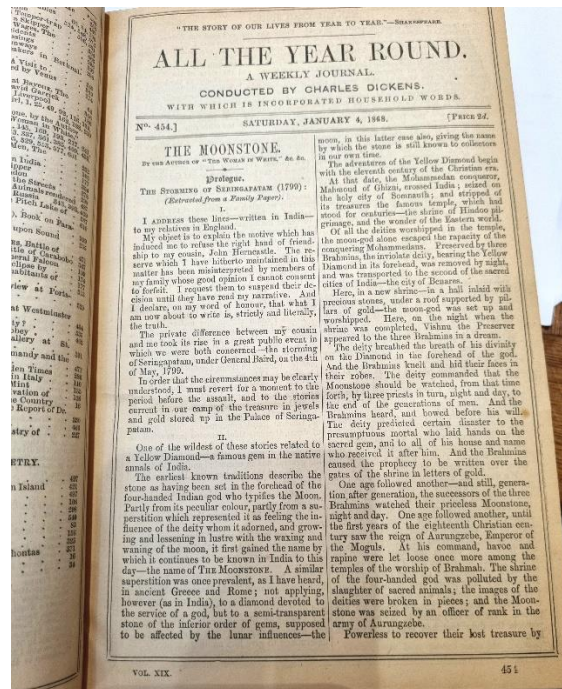 "THE STORY OF OUR LIVES FROM YEAR TO YEAR."—SHAKESPEARE.
ALL THE YEAR ROUND.
A WEEKLY JOURNAL.
CONDUCTED BY CHARLES DICKENS.
WITH WHICH IS INCORPORATED HOUSEHOLD WORDS.
No. 454.] SATURDAY, JANUARY 4, 1868. [PRICE 2d.
THE MOONSTONE.
BY THE AUTHOR OF "THE WOMAN IN WHITE," &c. &c.
Prologue.
THE STORMING OF SERINGAPATAM (1799):
(Extracted from a Family Paper).
I.
I ADDRESS these lines—written in India—
to my relatives in England.
My object is to explain the motive which has
induced me to refuse the right hand of friend-
ship to my cousin, John Herncastle. The re-
serve which I have hitherto maintained in this
matter has been misinterpreted by members of
my family whose good opinion I cannot consent
to forfeit. I request them to suspend their de-
cision until they have read my narrative. And
I declare, on my word of honour, that what I
am now about to write is, strictly and literally,
the truth.
The private difference between my cousin
and me took its rise in a great public event in
which we were both concerned—the storming
of Seringapatam, under General Baird, on the 4th
of May, 1799.
In order that the circumstances may be clearly
understood, I must revert for a moment to the
period before the assault, and to the stories
current in our camp of the treasure in jewels
and gold stored up in the Palace of Seringa-
patam.
II.
One of the wildest of these stories related to
a Yellow Diamond—a famous gem in the native
annals of India.
The earliest known traditions describe the
stone as having been set in the forehead of the
four-handed Indian god who typifies the Moon.
Partly from its peculiar colour, partly from a su-
perstition which represented it as feeling the in-
fluence of the deity whom it adorned, and grow-
ing and lessening in lustre with the waxing and
waning of the moon, it first gained the name by
which it continues to be known in India to this
day—the name of THE MOONSTONE. A similar
superstition was once prevalent, as I have heard,
in ancient Greece and Rome; not applying,
however (as in India), to a diamond devoted to
the service of a god, but to a semi-transparent
stone of the inferior order of gems, supposed
to be affected by the lunar influences—the
moon, in this latter case also, giving the name
by which the stone is still known to collectors
in our own time.
The adventures of the Yellow Diamond begin
with the eleventh century of the Christian era.
At that date, the Mohammedan conqueror,
Mahmoud of Ghizni, crossed India; seized on
the holy city of Somnauth; and stripped of
its treasures the famous temple, which had
stood for centuries—the shrine of Hindoo pil-
grimage, and the wonder of the Eastern world.
Of all the deities worshipped in the temple,
the moon-god alone escaped the rapacity of the
conquering Mohammedans. Preserved by three
Brahmins, the inviolate deity, bearing the Yellow
Diamond in its forehead, was removed by night,
and was transported to the second of the sacred
cities of India—the city of Benares.
Here, in a new shrine—in a hall inlaid with
precious stones, under a roof supported by pil-
lars of gold—the moon-god was set up and
worshipped. Here, on the night when the
shrine was completed, Vishnu the Preserver
appeared to the three Brahmins in a dream.
The deity breathed the breath of his divinity
on the Diamond in the forehead of the god.
And the Brahmins knelt and hid their faces in
their robes. The deity commanded that the
Moonstone should be watched, from that time
forth, by three priests in turn, night and day, to
the end of the generations of men. And the
Brahmins heard, and bowed before his will.
The deity predicted certain disaster to the
presumptuous mortal who laid hands on the
sacred gem, and to all of his house and name
who received it after him. And the Brahmins
caused the prophecy to be written over the
gates of the shrine in letters of gold.
One age followed another—and still, genera-
tion after generation, the successors of the three
Brahmins watched their priceless Moonstone,
night and day. One age followed another, until
the first years of the eighteenth Christian cen-
tury saw the reign of Aurungzebe, Emperor of
the Moguls. At his command, havoc and
rapine were let loose once more among the
temples of the worship of Brahmah. The shrine
of the four-handed god was polluted by the
slaughter of sacred animals; the images of the
deities were broken in pieces; and the Moon-
stone was seized by an officer of rank in the
army of Aurungzebe.
Powerless to recover their lost treasure by
VOL. XIX. 454